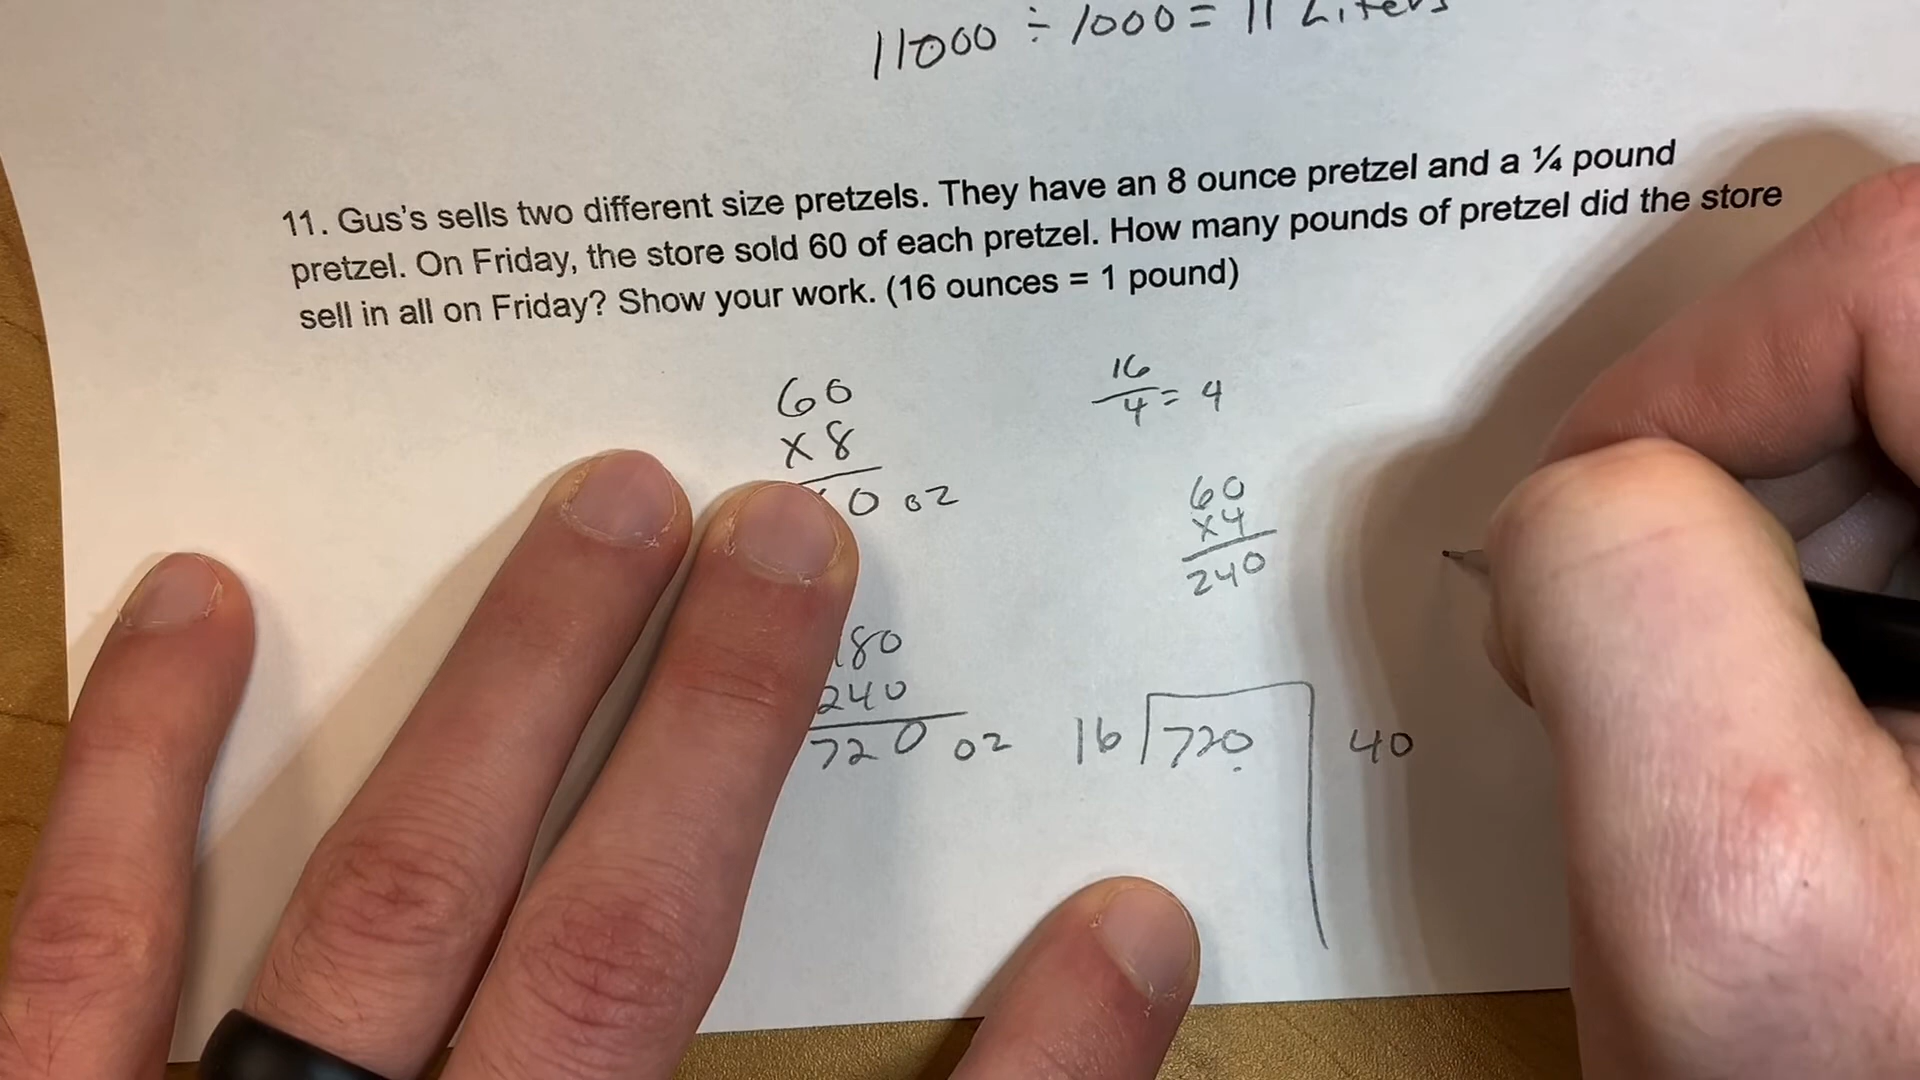 11000 ÷ 1000 = 11 Liters
11. Gus's sells two different size pretzels. They have an 8 ounce pretzel and a ¼ pound
pretzel. On Friday, the store sold 60 of each pretzel. How many pounds of pretzel did the store
sell in all on Friday? Show your work. (16 ounces = 1 pound)
60
x 8
0 oz
16
4 = 4
60
x4
240
80
240
720 oz
16 720 40